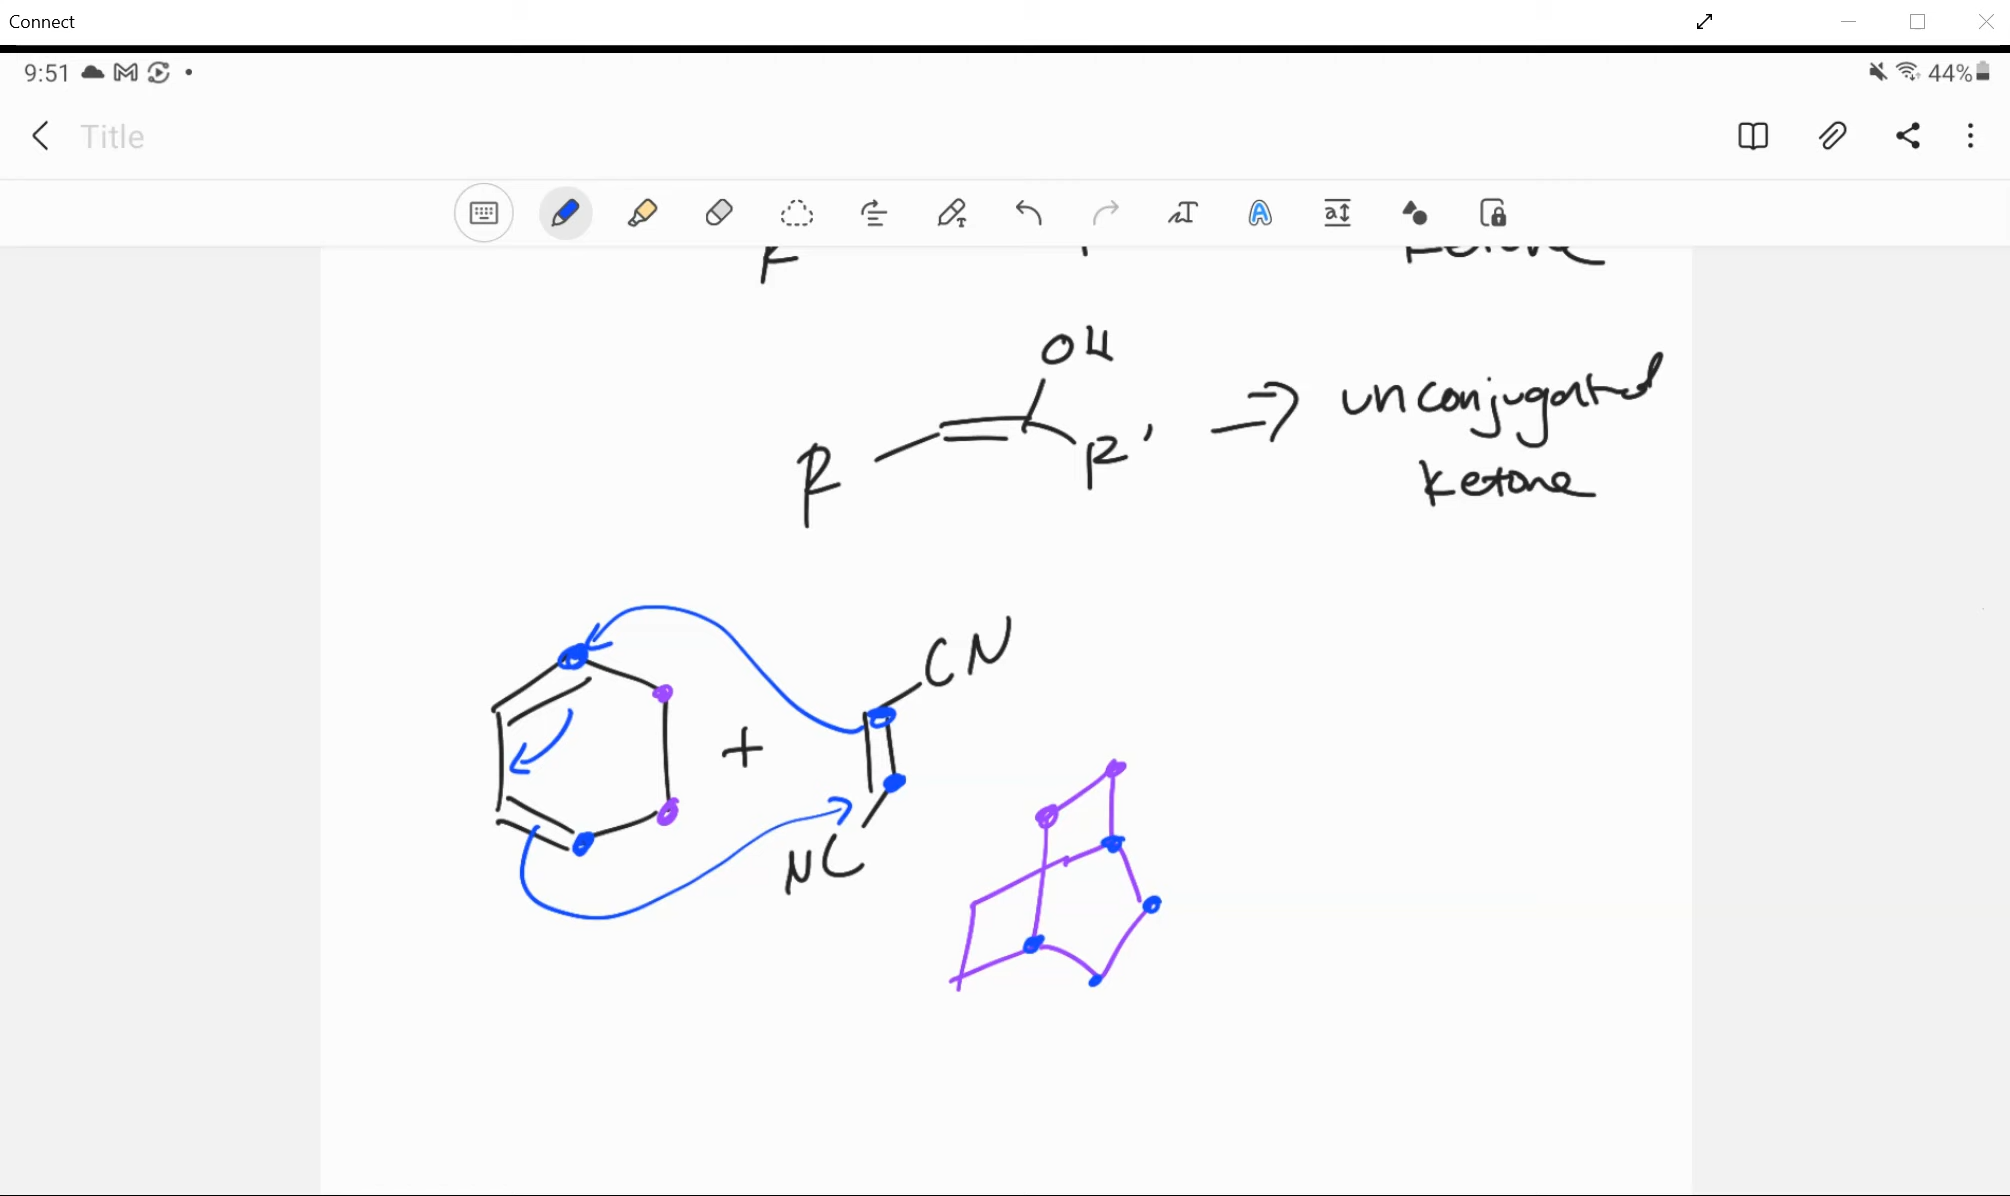 Connect
9:51
44%
Title
OH
R
R'
unconjugated
ketone
CN
+
NC